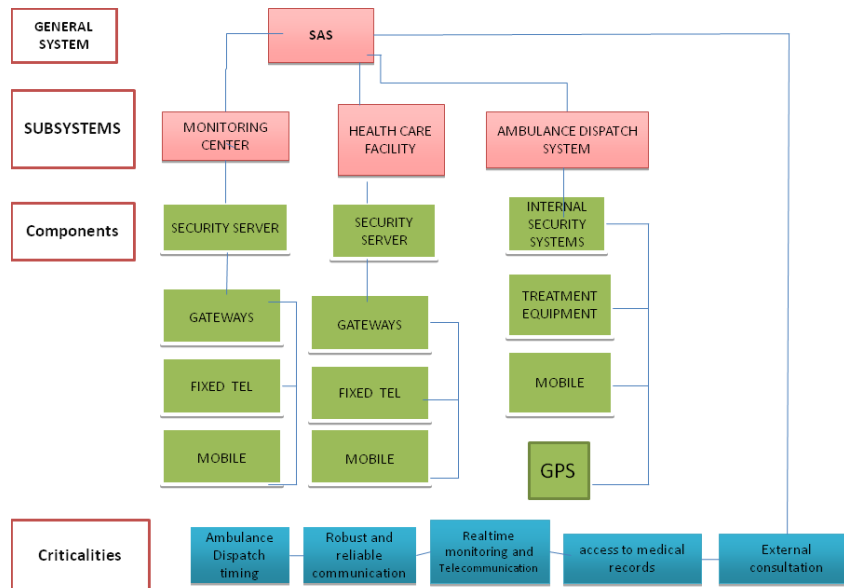 GENERAL
SYSTEM
SAS
SUBSYSTEMS
MONITORING
CENTER
HEALTH CARE
FACILITY
AMBULANCE DISPATCH
SYSTEM
Components
SECURITY SERVER
SECURITY
SERVER
INTERNAL
SECURITY
SYSTEMS
GATEWAYS
GATEWAYS
TREATMENT
EQUIPMENT
FIXED TEL
FIXED TEL
MOBILE
MOBILE
MOBILE
GPS
Criticalities
Ambulance
Dispatch
timing
Robust and
reliable
communication
Realtime
monitoring and
Telecommunication
access to medical
records
External
consultation